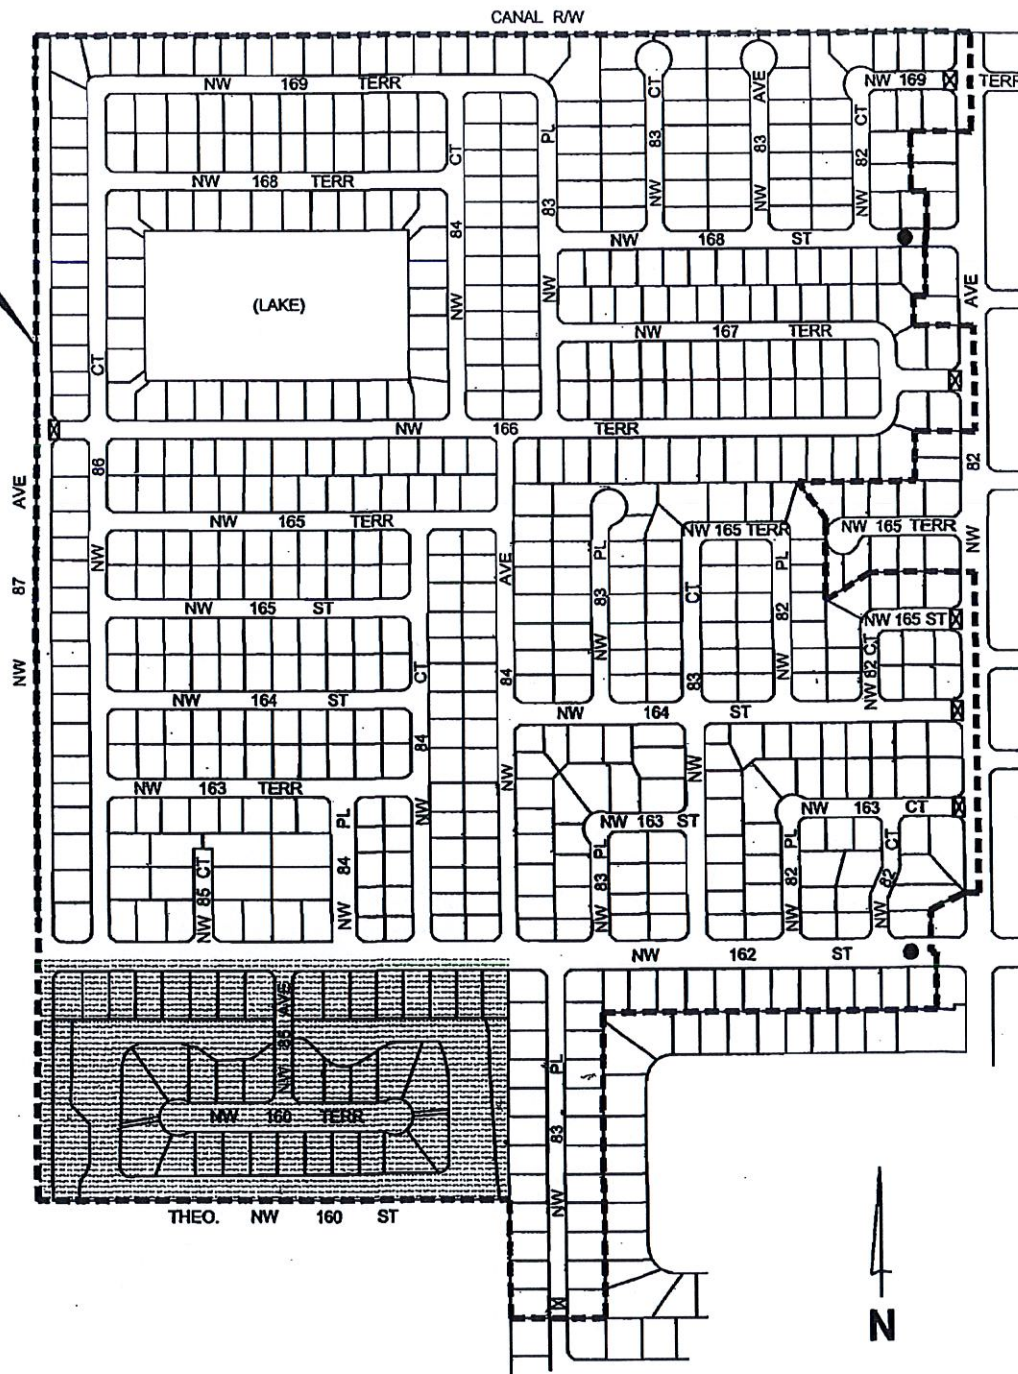 CANAL R/W
NW 169 TERR
NW 83 CT
NW 83 AVE
NW 82 CT
NW 169 TERR
NW 84 CT
NW 83 PL
NW 168 TERR
NW 168 ST
(LAKE)
NW 167 TERR
NW 82 AVE
NW 86 CT
NW 166 TERR
NW 87 AVE
NW 165 TERR
NW 165 TERR
NW 165 TERR
NW 84 AVE
NW 83 PL
NW 83 CT
NW 82 PL
NW 165 ST
NW 165 ST
NW 82 CT
NW 164 ST
NW 84 CT
NW 164 ST
NW 163 TERR
NW 163 CT
NW 163 ST
NW 85 CT
NW 84 PL
NW 83 PL
NW 82 PL
NW 82 CT
NW 162 ST
NW 85 AVE
NW 160 TERR
NW 83 PL
THEO. NW 160 ST
N